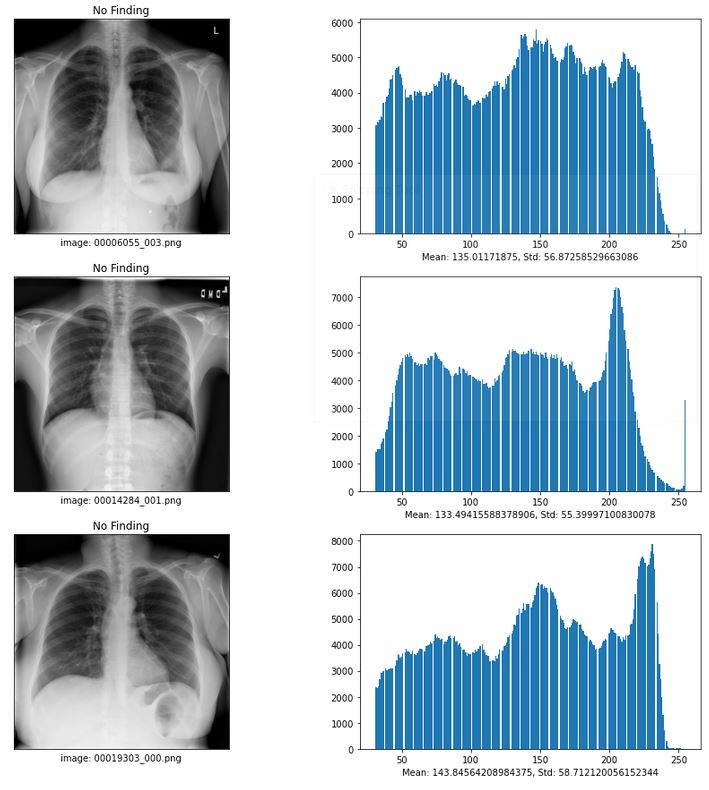 No Finding
L
image: 00006055_003.png
6000
5000
4000
3000
2000
1000
0
50 100 150 200 250
Mean: 135.01171875, Std: 56.87258529663086
No Finding
image: 00014284_001.png
7000
6000
5000
4000
3000
2000
1000
0
50 100 150 200 250
Mean: 133.49415588378906, Std: 55.39997100830078
No Finding
image: 00019303_000.png
8000
7000
6000
5000
4000
3000
2000
1000
0
50 100 150 200 250
Mean: 143.84564208984375, Std: 58.712120056152344